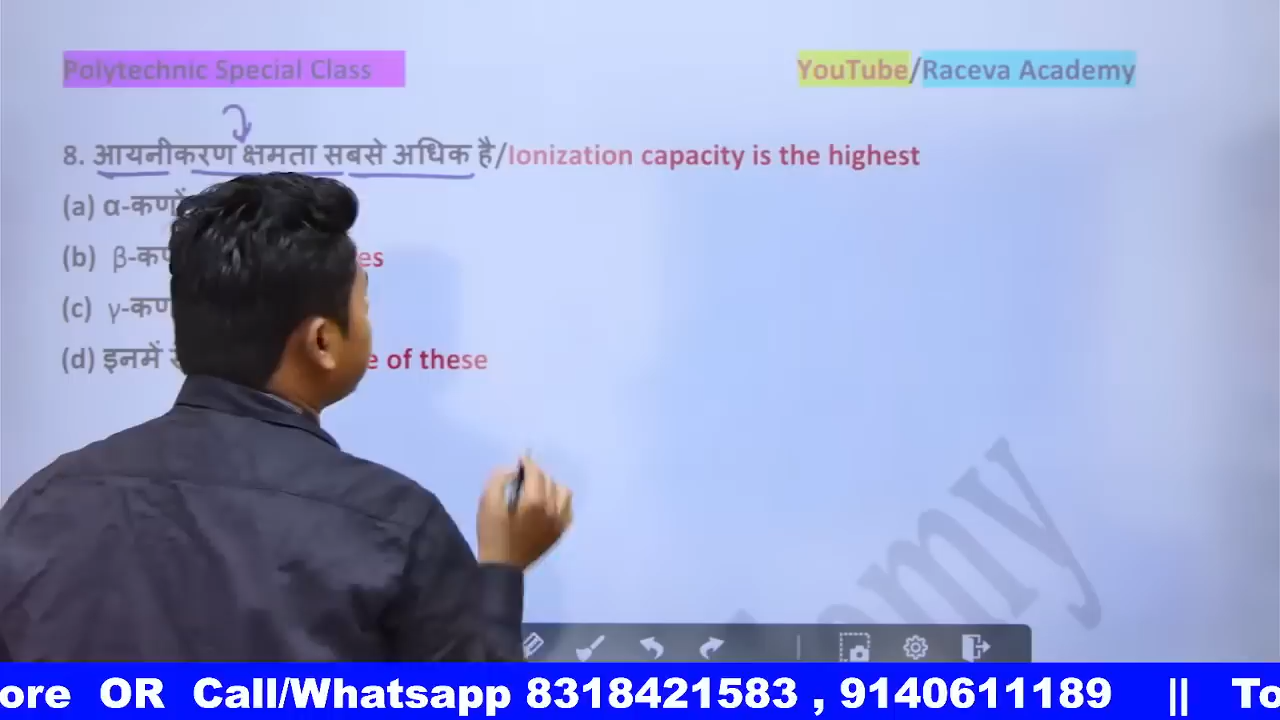 Polytechnic Special Class
YouTube/Raceva Academy
8. आयनीकरण क्षमता सबसे अधिक है/Ionization capacity is the highest
(a) α-कणों
(b) β-
(c) γ-
(d) इनमें of these
ore OR Call/Whatsapp 8318421583 , 9140611189 || To